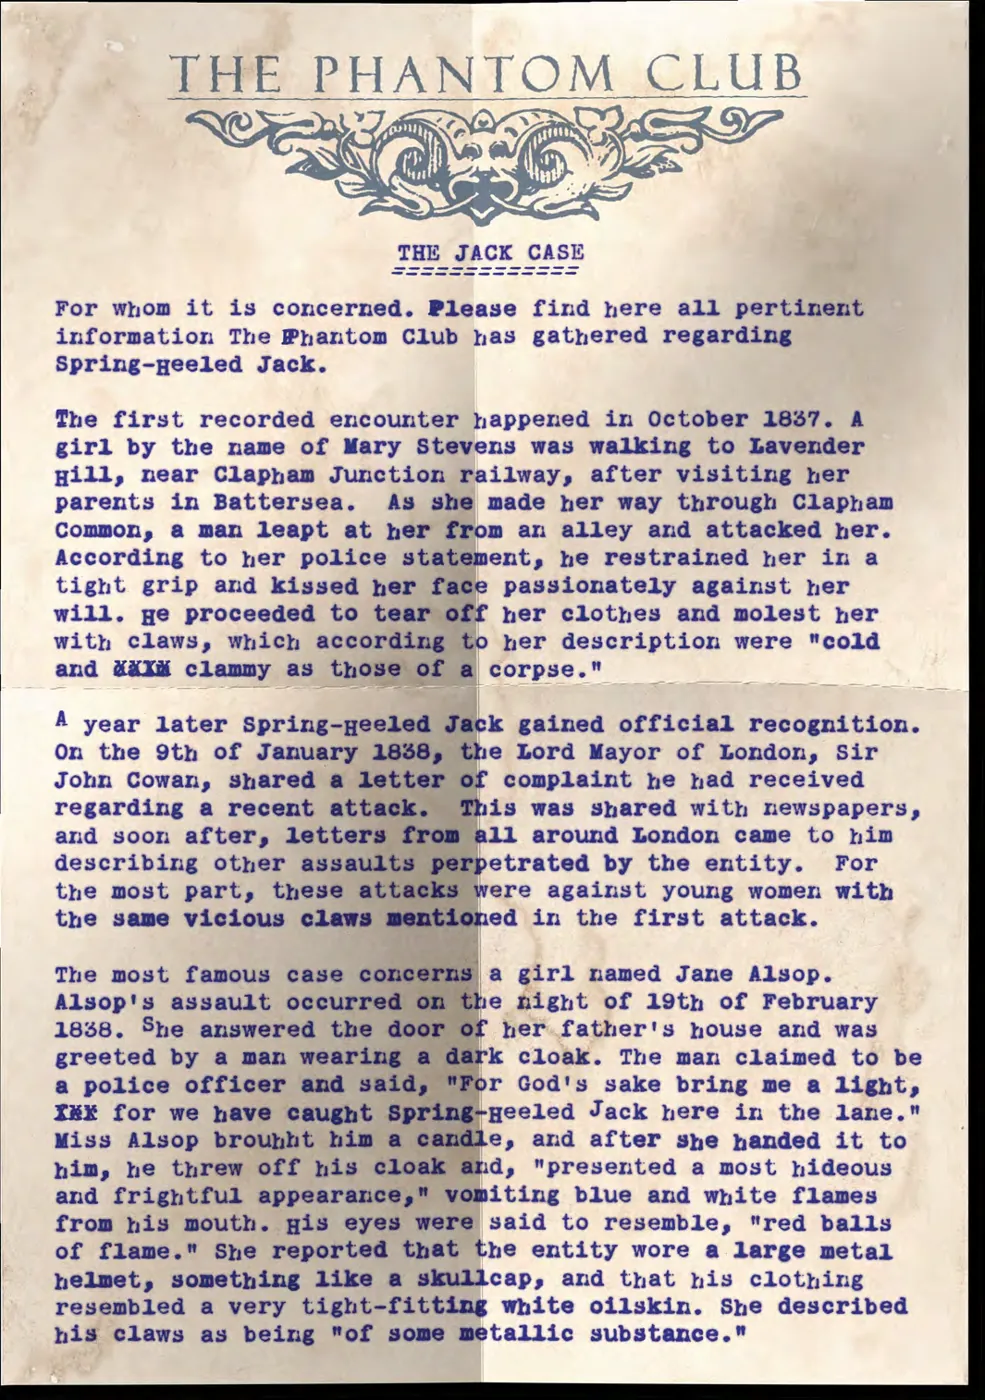 THE PHANTOM CLUB
THE JACK CASE
For whom it is concerned. Please find here all pertinent
information The Phantom Club has gathered regarding
Spring-Heeled Jack.
The first recorded encounter happened in October 1837. A
girl by the name of Mary Stevens was walking to Lavender
Hill, near Clapham Junction railway, after visiting her
parents in Battersea. As she made her way through Clapham
Common, a man leapt at her from an alley and attacked her.
According to her police statement, he restrained her in a
tight grip and kissed her face passionately against her
will. He proceeded to tear off her clothes and molest her
with claws, which according to her description were "cold
and clammy as those of a corpse."
A year later Spring-Heeled Jack gained official recognition.
On the 9th of January 1838, the Lord Mayor of London, Sir
John Cowan, shared a letter of complaint he had received
regarding a recent attack. This was shared with newspapers,
and soon after, letters from all around London came to him
describing other assaults perpetrated by the entity. For
the most part, these attacks were against young women with
the same vicious claws mentioned in the first attack.
The most famous case concerns a girl named Jane Alsop.
Alsop's assault occurred on the night of 19th of February
1838. She answered the door of her father's house and was
greeted by a man wearing a dark cloak. The man claimed to be
a police officer and said, "For God's sake bring me a light,
for we have caught Spring-Heeled Jack here in the lane."
Miss Alsop brouhht him a candle, and after she handed it to
him, he threw off his cloak and, "presented a most hideous
and frightful appearance," vomiting blue and white flames
from his mouth. His eyes were said to resemble, "red balls
of flame." She reported that the entity wore a large metal
helmet, something like a skullcap, and that his clothing
resembled a very tight-fitting white oilskin. She described
his claws as being "of some metallic substance."